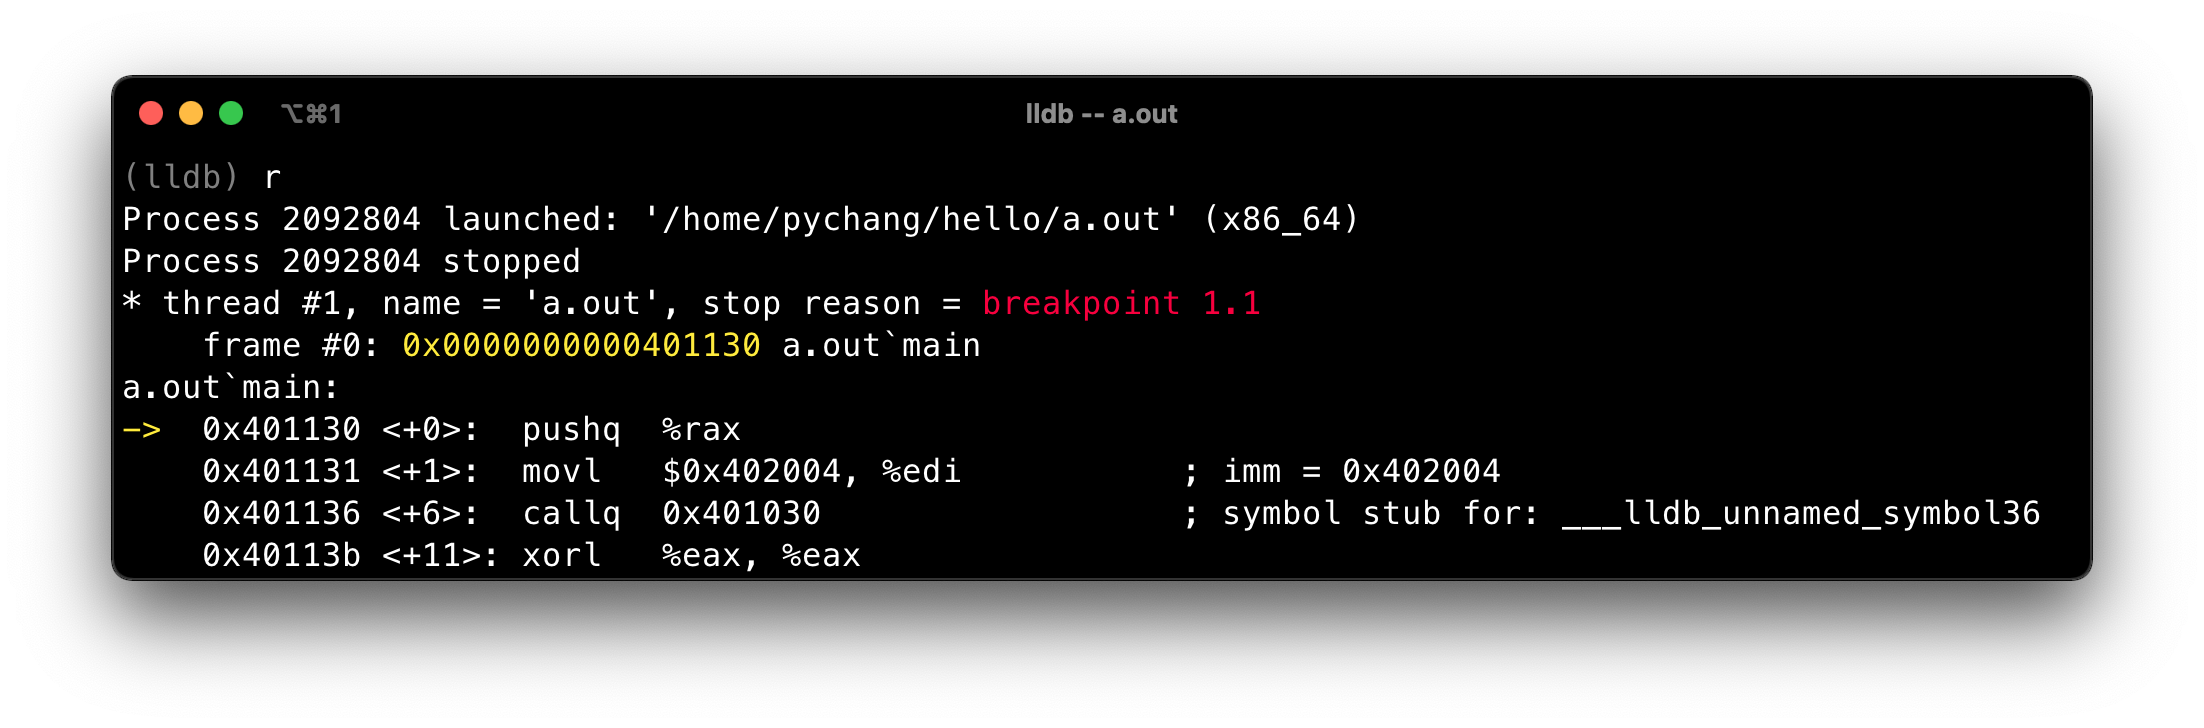 ⌥⌘1 lldb -- a.out
(lldb) r
Process 2092804 launched: '/home/pychang/hello/a.out' (x86_64)
Process 2092804 stopped
* thread #1, name = 'a.out', stop reason = breakpoint 1.1
    frame #0: 0x0000000000401130 a.out`main
a.out`main:
->  0x401130 <+0>:  pushq  %rax
    0x401131 <+1>:  movl   $0x402004, %edi           ; imm = 0x402004
    0x401136 <+6>:  callq  0x401030                  ; symbol stub for: ___lldb_unnamed_symbol36
    0x40113b <+11>: xorl   %eax, %eax